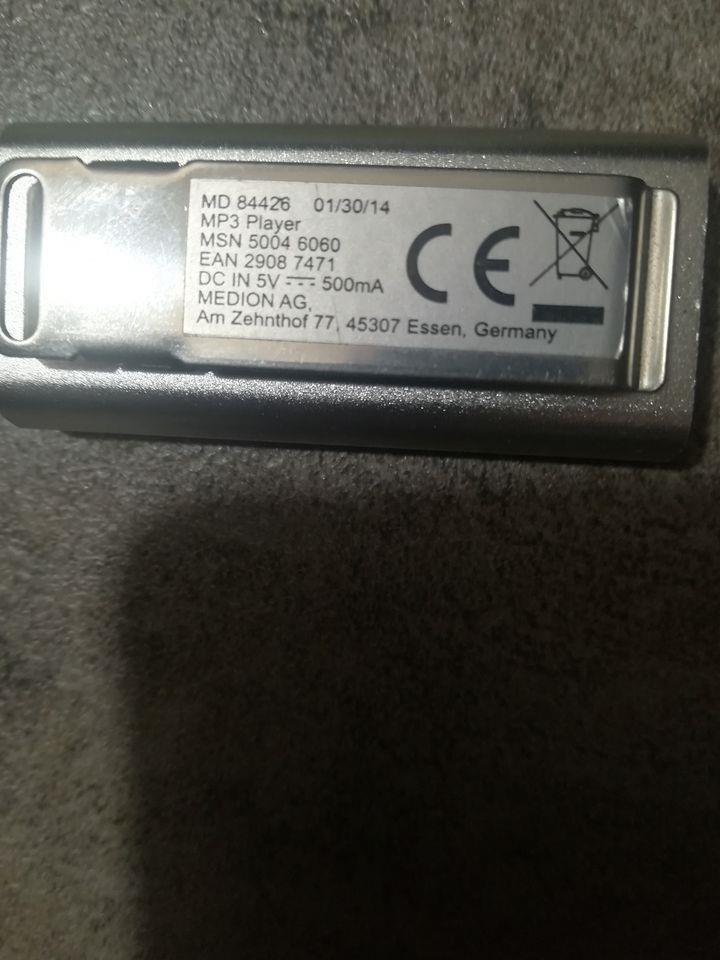 MD 84426 01/30/14
MP3 Player
MSN 5004 6060
EAN 2908 7471
DC IN 5V ⎓ 500mA
MEDION AG,
Am Zehnthof 77, 45307 Essen, Germany
CE